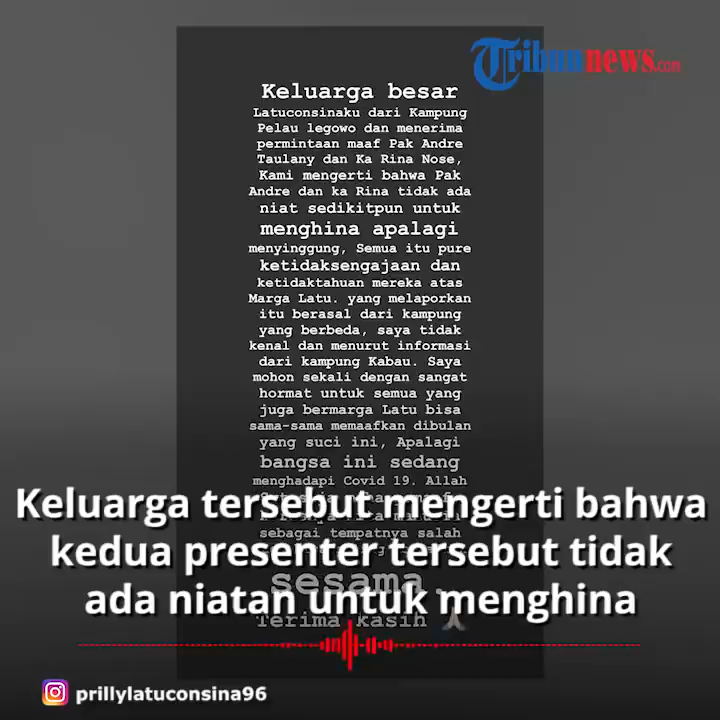 Tribunnews.com
Keluarga besar
Latuconsinaku dari Kampung
Pelau legowo dan menerima
permintaan maaf Pak Andre
Taulany dan Ka Rina Nose,
Kami mengerti bahwa Pak
Andre dan ka Rina tidak ada
niat sedikitpun untuk
menghina apalagi
menyinggung, Semua itu pure
ketidaksengajaan dan
ketidaktahuan mereka atas
Marga Latu. yang melaporkan
itu berasal dari kampung
yang berbeda, saya tidak
kenal dan menurut informasi
dari kampung Kabau. Saya
mohon sekali dengan sangat
hormat untuk semua yang
juga bermarga Latu bisa
sama-sama memaafkan dibulan
yang suci ini, Apalagi
bangsa ini sedang
menghadapi Covid 19. Allah
sebagai tempatnya salah
sesama.
Terima kasih 🙏
Keluarga tersebut mengerti bahwa
kedua presenter tersebut tidak
ada niatan untuk menghina
prillylatuconsina96